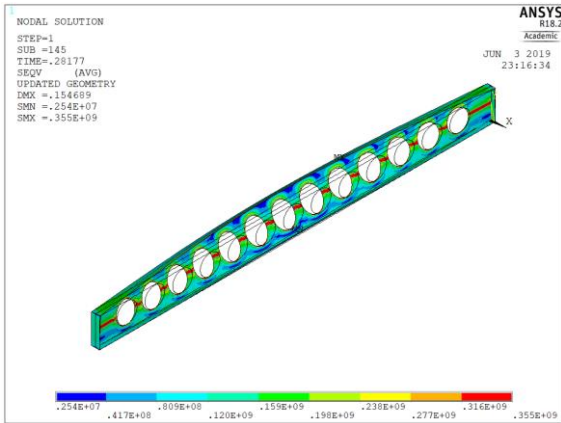 1
NODAL SOLUTION
ANSYS
R18.2
Academic
STEP=1
SUB =145
TIME=.28177
SEQV (AVG)
UPDATED GEOMETRY
DMX =.154689
SMN =.254E+07
SMX =.355E+09
JUN 3 2019
23:16:34
X
.254E+07 .809E+08 .159E+09 .238E+09 .316E+09
.417E+08 .120E+09 .198E+09 .277E+09 .355E+09